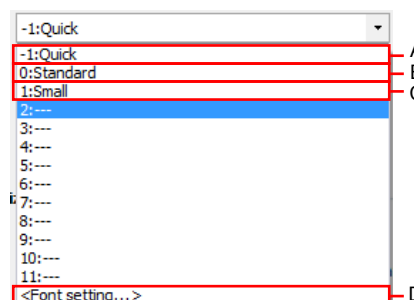 -1:Quick
-1:Quick
A
0:Standard
B
1:Small
C
2:---
3:---
4:---
5:---
6:---
7:---
8:---
9:---
10:---
11:---
<Font setting...>
D